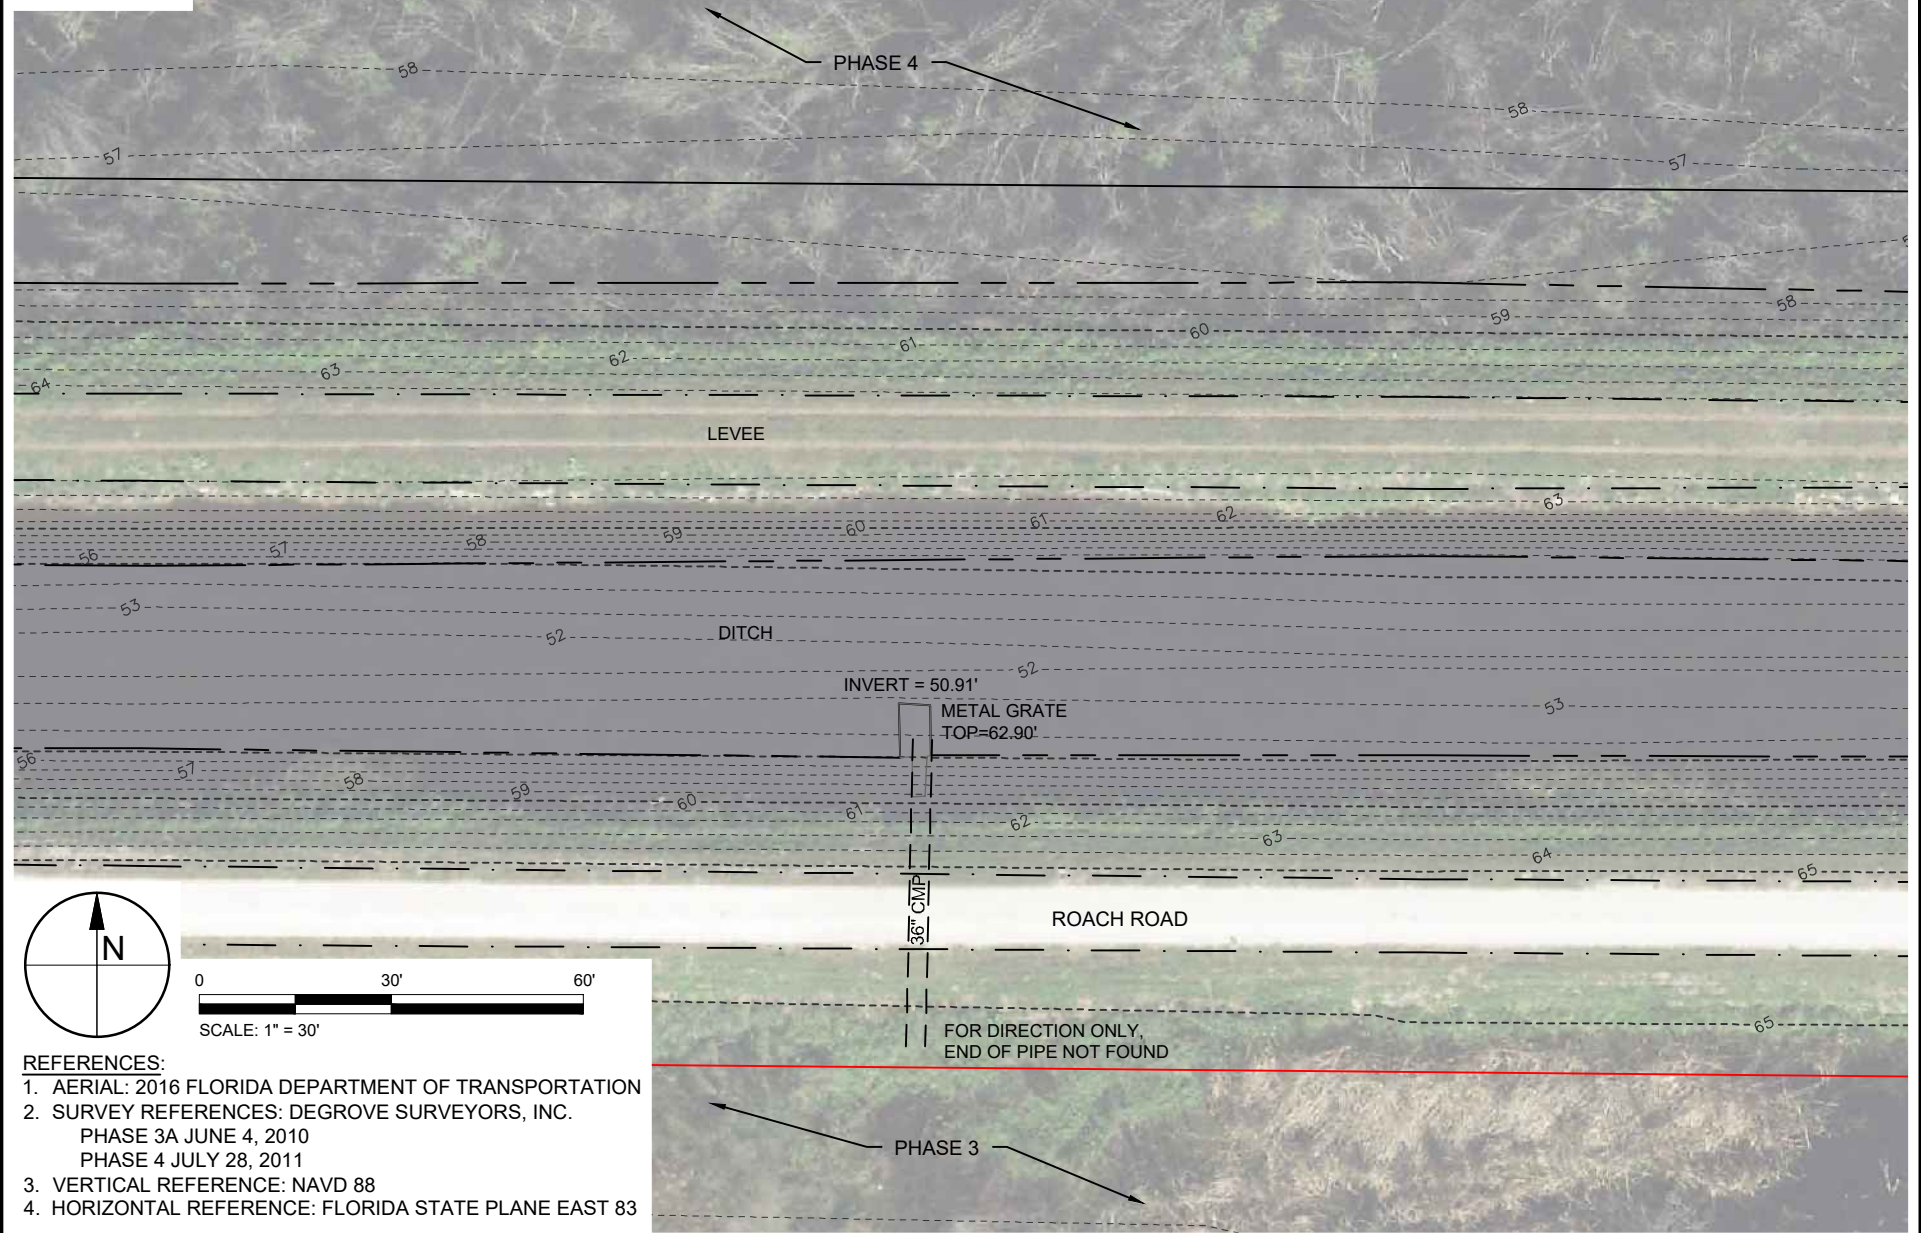 PHASE 4
58
58
57
57
58
59
60
61
62
63
64
LEVEE
63
62
61
60
59
58
57
56
53
52
DITCH
52
INVERT = 50.91'
53
METAL GRATE
TOP=62.90'
56
57
58
59
60
61
62
63
64
65
36" CMP
ROACH ROAD
N
0 30' 60'
SCALE: 1" = 30'
FOR DIRECTION ONLY,
END OF PIPE NOT FOUND
65
REFERENCES:
1. AERIAL: 2016 FLORIDA DEPARTMENT OF TRANSPORTATION
2. SURVEY REFERENCES: DEGROVE SURVEYORS, INC.
PHASE 3A JUNE 4, 2010
PHASE 4 JULY 28, 2011
3. VERTICAL REFERENCE: NAVD 88
4. HORIZONTAL REFERENCE: FLORIDA STATE PLANE EAST 83
PHASE 3